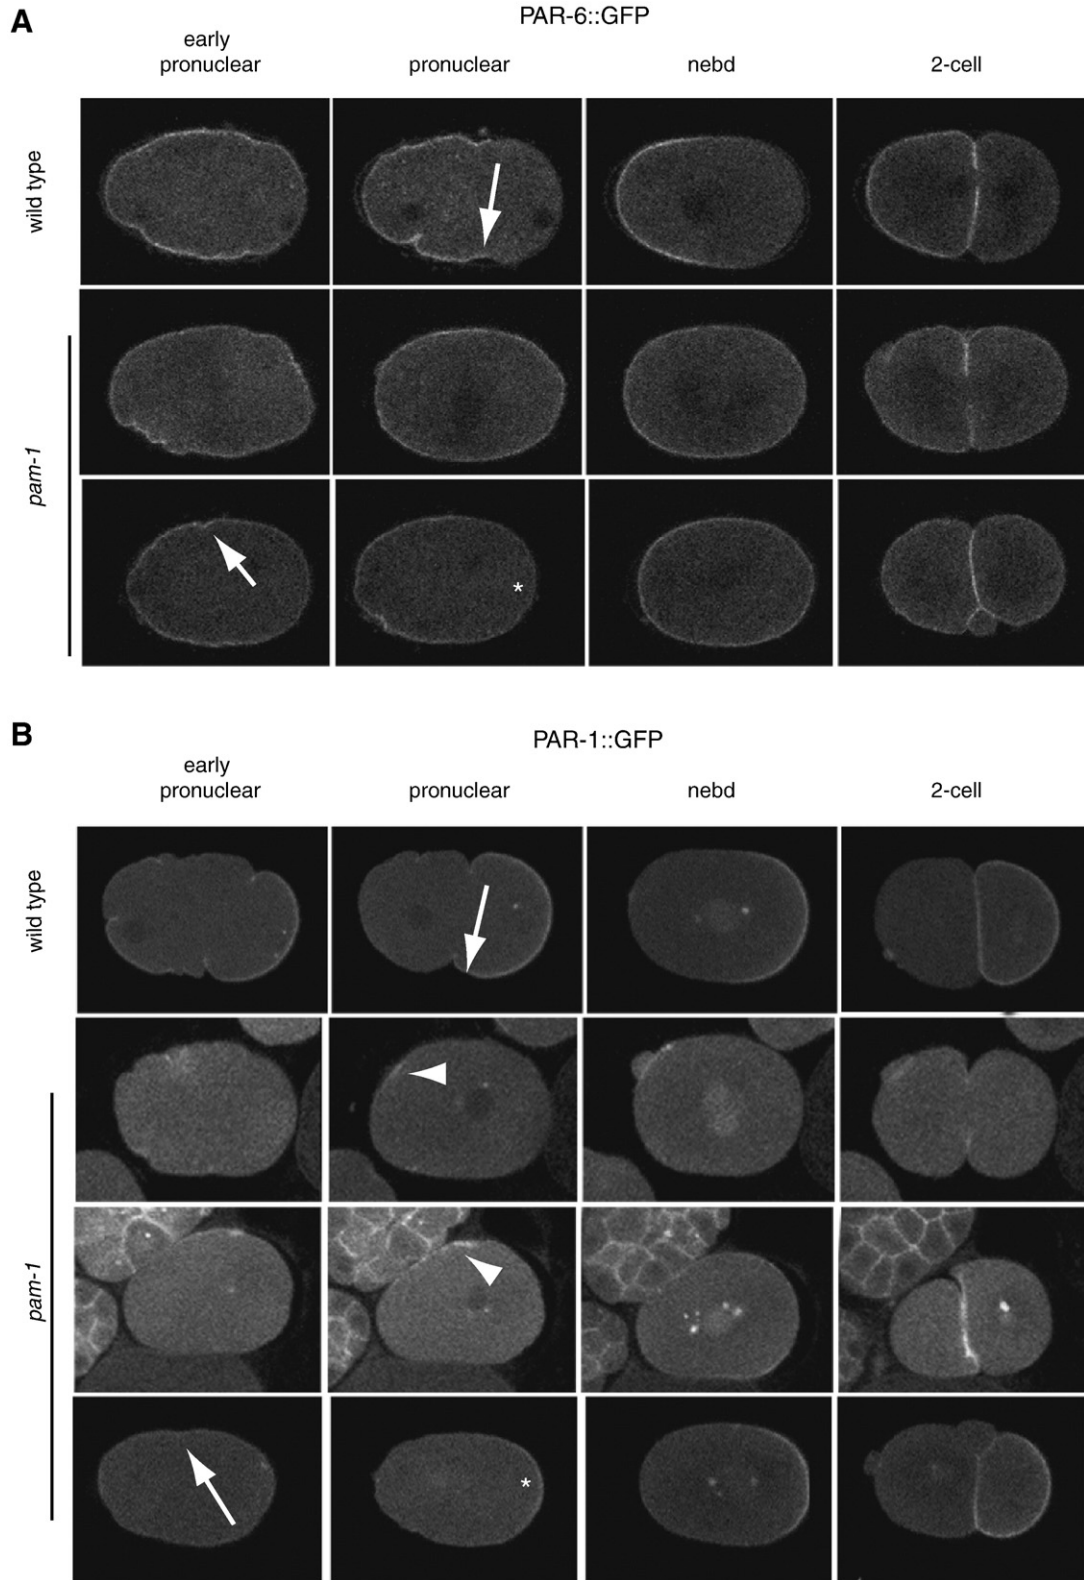 A
PAR-6::GFP
early
pronuclear
pronuclear
nebd
2-cell
wild type
pam-1
*
B
PAR-1::GFP
early
pronuclear
pronuclear
nebd
2-cell
wild type
pam-1
*